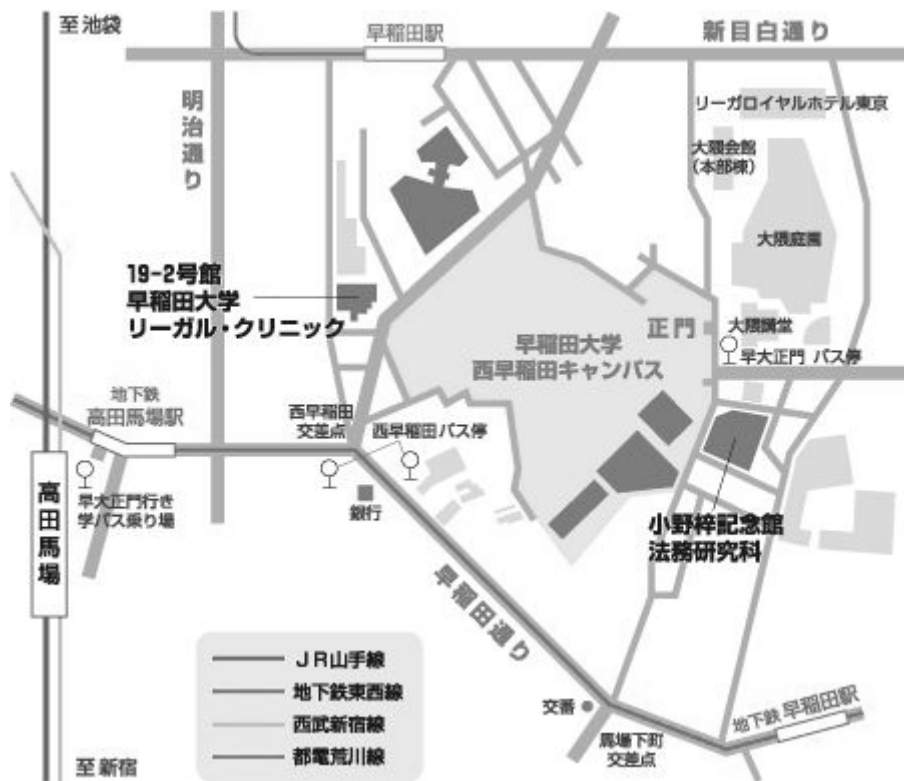 至池袋
早稲田駅
新目白通り
明治通り
リーガロイヤルホテル東京
大隈会館
(本部棟)
大隈庭園
19-2号館
早稲田大学
リーガル・クリニック
正門
大隈講堂
早大正門 バス停
早稲田大学
西早稲田キャンパス
地下鉄
高田馬場駅
西早稲田
交差点
西早稲田バス停
早大正門行き
学バス乗り場
銀行
高田馬場
小野梓記念館
法務研究科
早稲田通り
JR山手線
地下鉄東西線
西武新宿線
都電荒川線
交番
馬場下町
交差点
地下鉄 早稲田駅
至新宿